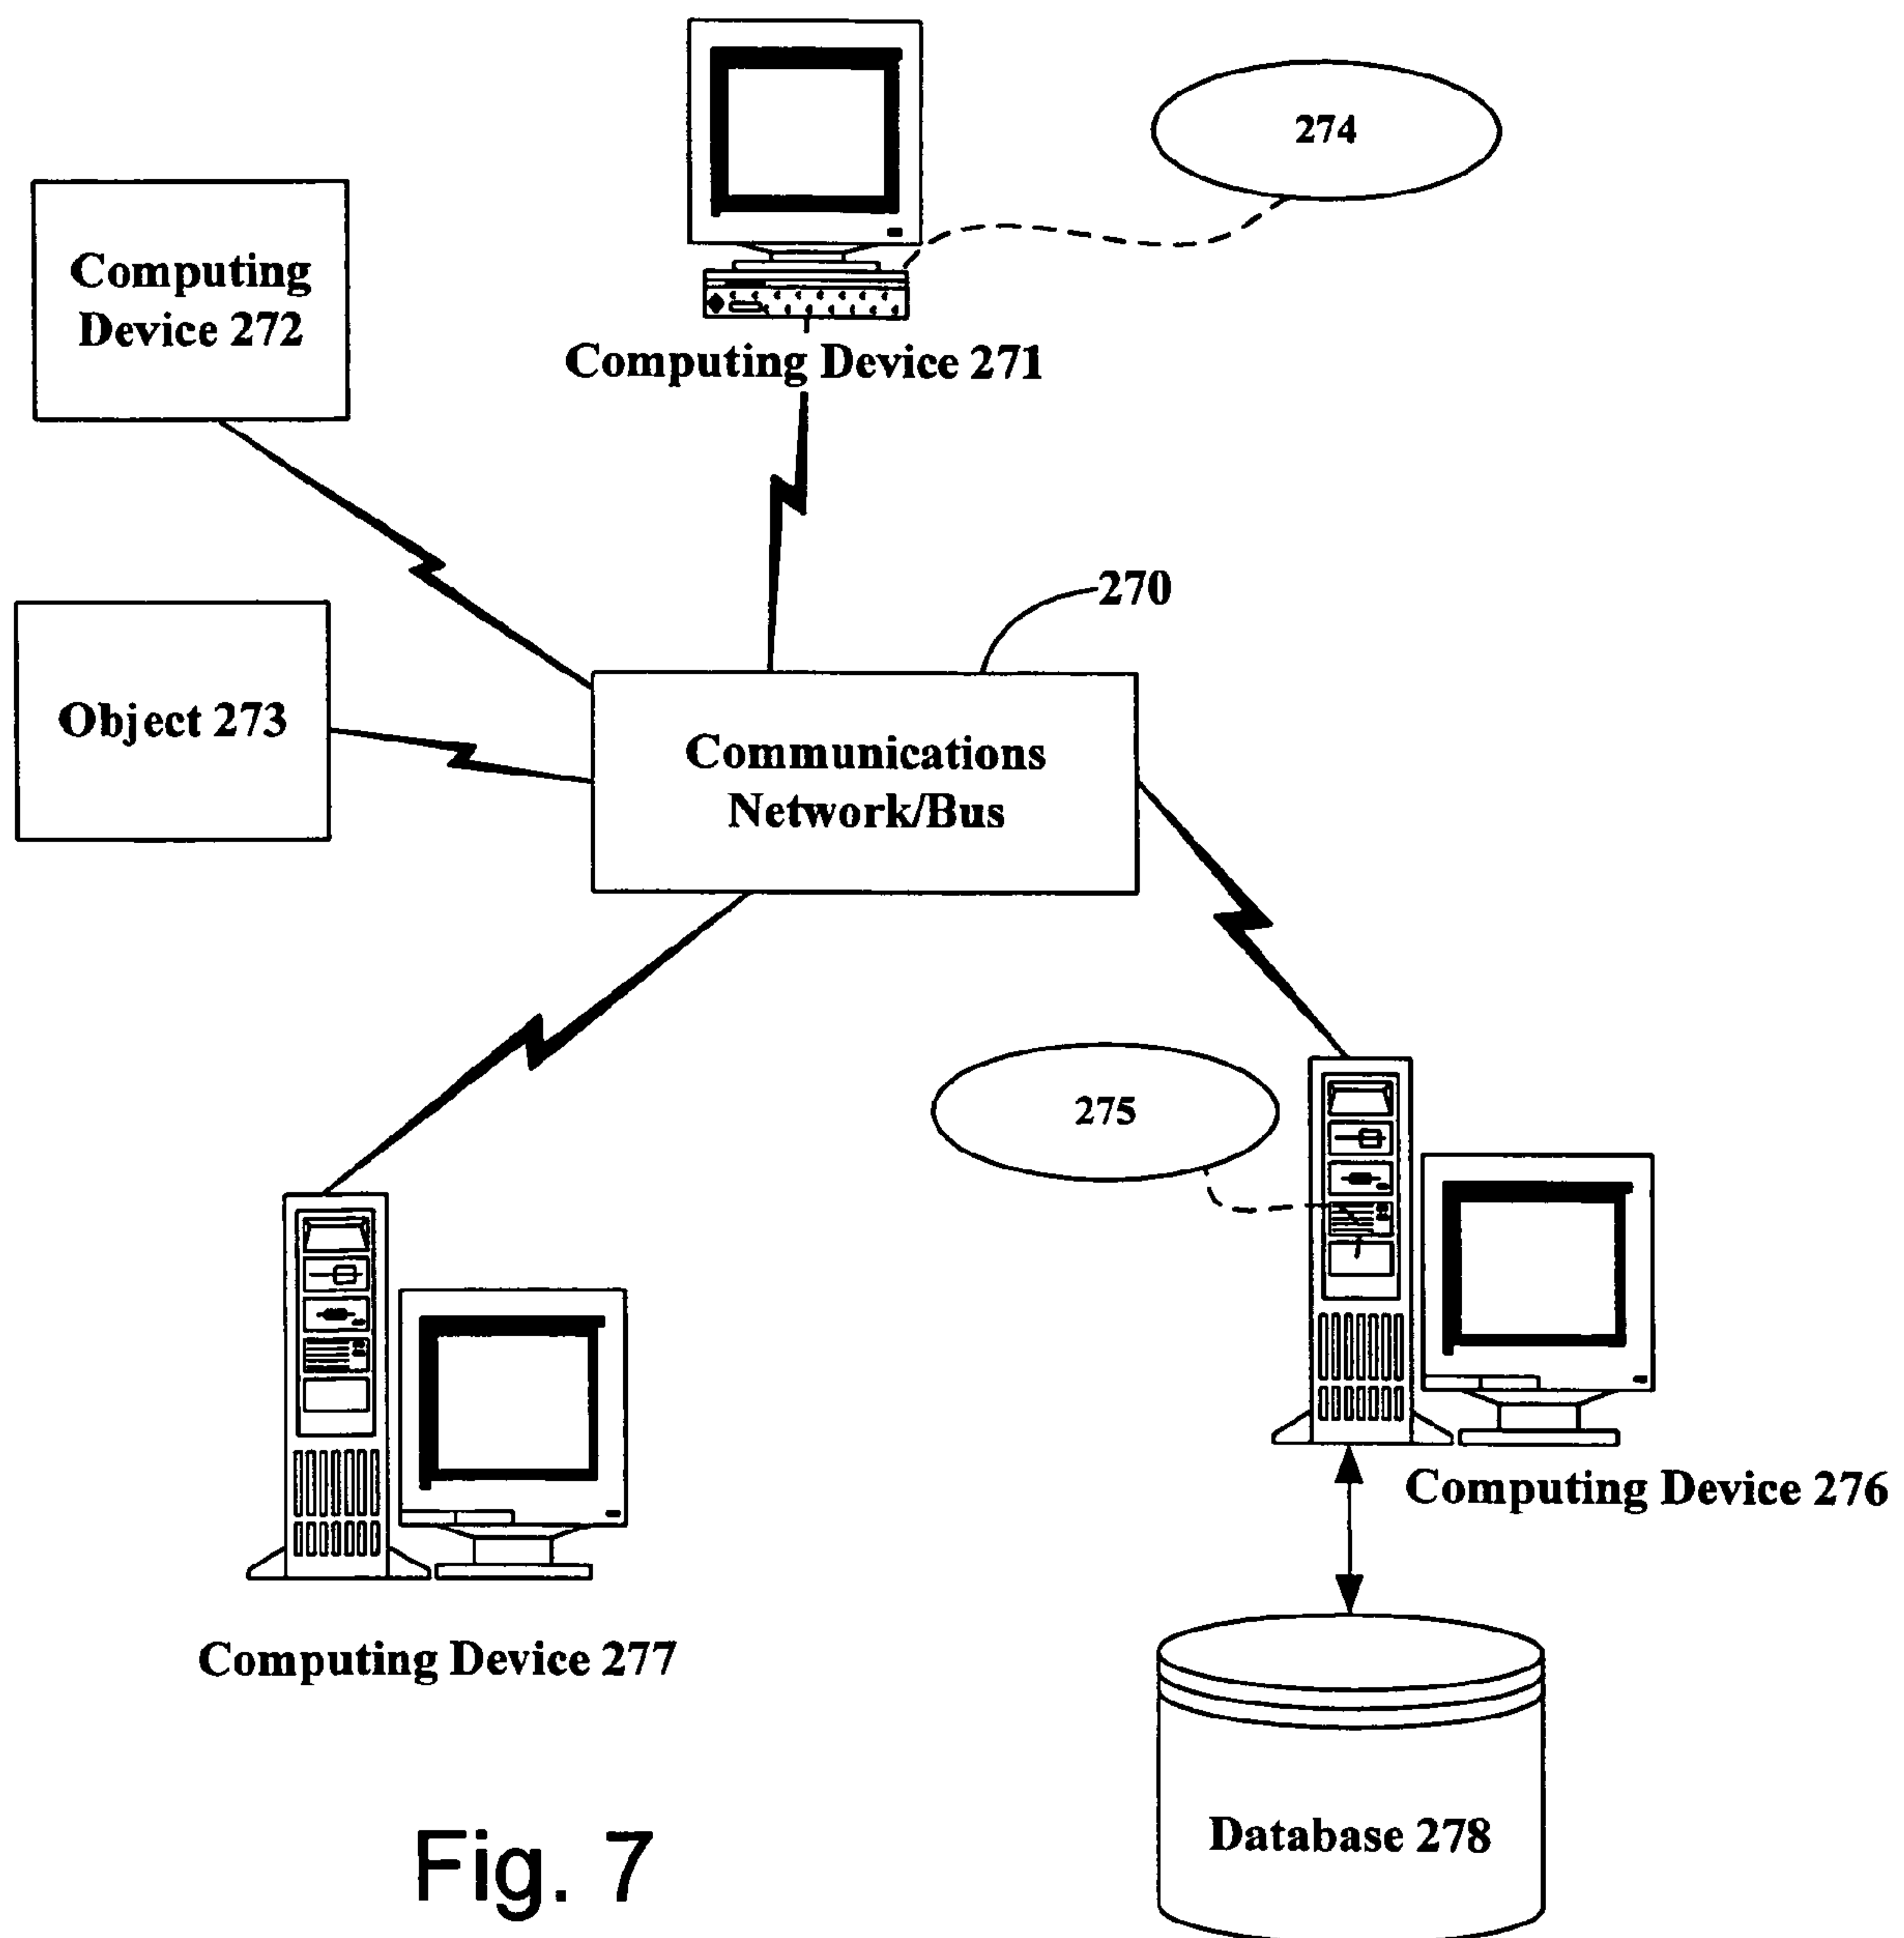 274
Computing
Device 272
Computing Device 271
270
Object 273
Communications
Network/Bus
275
Computing Device 276
Computing Device 277
Database 278
Fig. 7